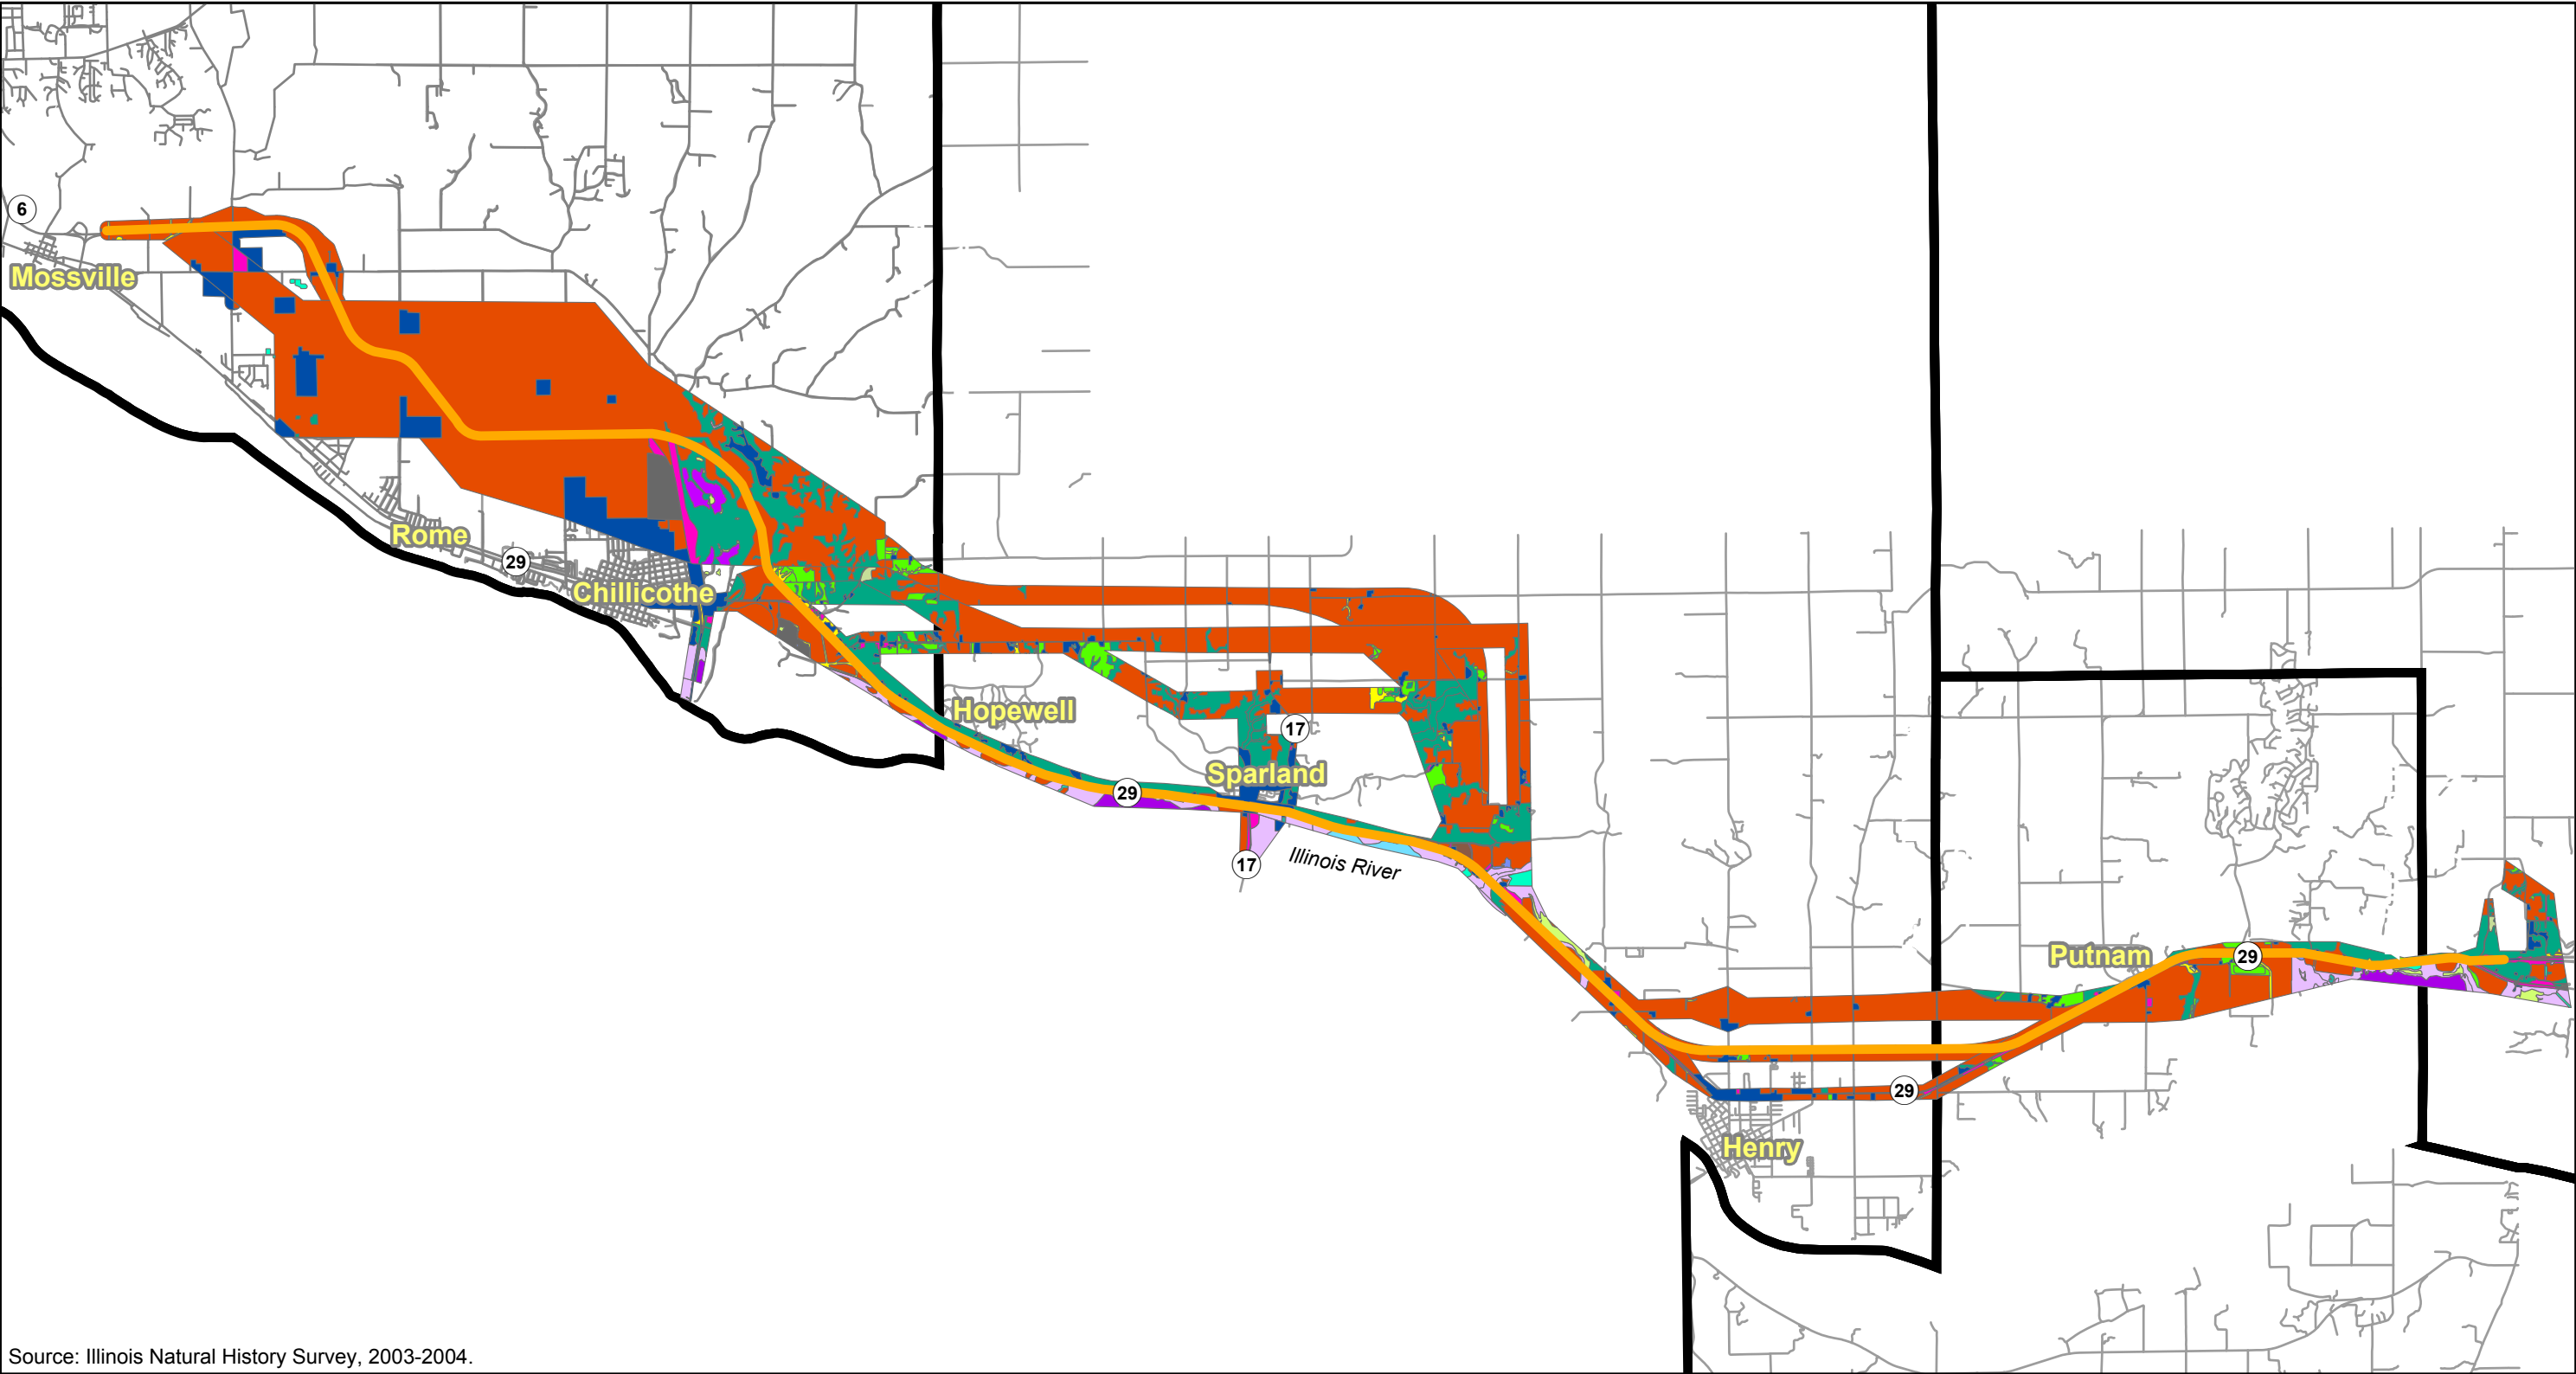 6
Mossville
Rome
29
Chillicothe
Hopewell
17
Sparland
29
17
Illinois River
Putnam
29
29
Henry
Source: Illinois Natural History Survey, 2003-2004.